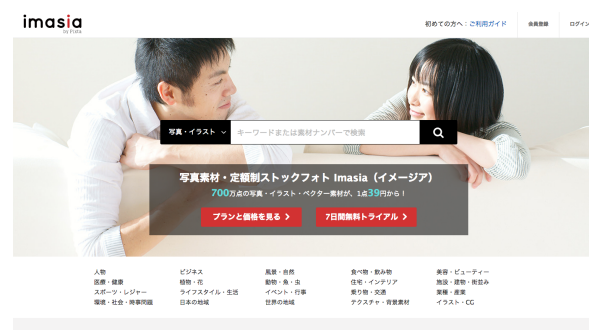 imasia
by Pixta
初めての方へ：ご利用ガイド 会員登録 ログイン
写真・イラスト キーワードまたは素材ナンバーで検索
写真素材・定額制ストックフォト Imasia（イメージア）
700万点の写真・イラスト・ベクター素材が、1点39円から！
プランと価格を見る 7日間無料トライアル
人物 ビジネス 風景・自然 食べ物・飲み物 美容・ビューティー
医療・健康 植物・花 動物・魚・虫 住宅・インテリア 施設・建物・街並み
スポーツ・レジャー ライフスタイル・生活 イベント・行事 乗り物・交通 業種・産業
環境・社会・時事問題 日本の地域 世界の地域 テクスチャ・背景素材 イラスト・CG